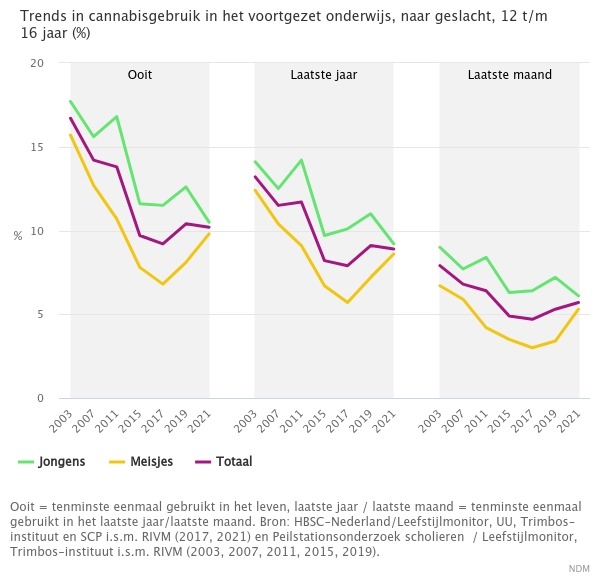 Trends in cannabisgebruik in het voortgezet onderwijs, naar geslacht, 12 t/m
16 jaar (%)
20
15
10
5
0
%
Ooit
Laatste jaar
Laatste maand
2003
2007
2011
2015
2017
2019
2021
2003
2007
2011
2015
2017
2019
2021
2003
2007
2011
2015
2017
2019
2021
Jongens Meisjes Totaal
Ooit = tenminste eenmaal gebruikt in het leven, laatste jaar / laatste maand = tenminste eenmaal
gebruikt in het laatste jaar/laatste maand. Bron: HBSC-Nederland/Leefstijlmonitor, UU, Trimbos-
instituut en SCP i.s.m. RIVM (2017, 2021) en Peilstationsonderzoek scholieren / Leefstijlmonitor,
Trimbos-instituut i.s.m. RIVM (2003, 2007, 2011, 2015, 2019).
NDM